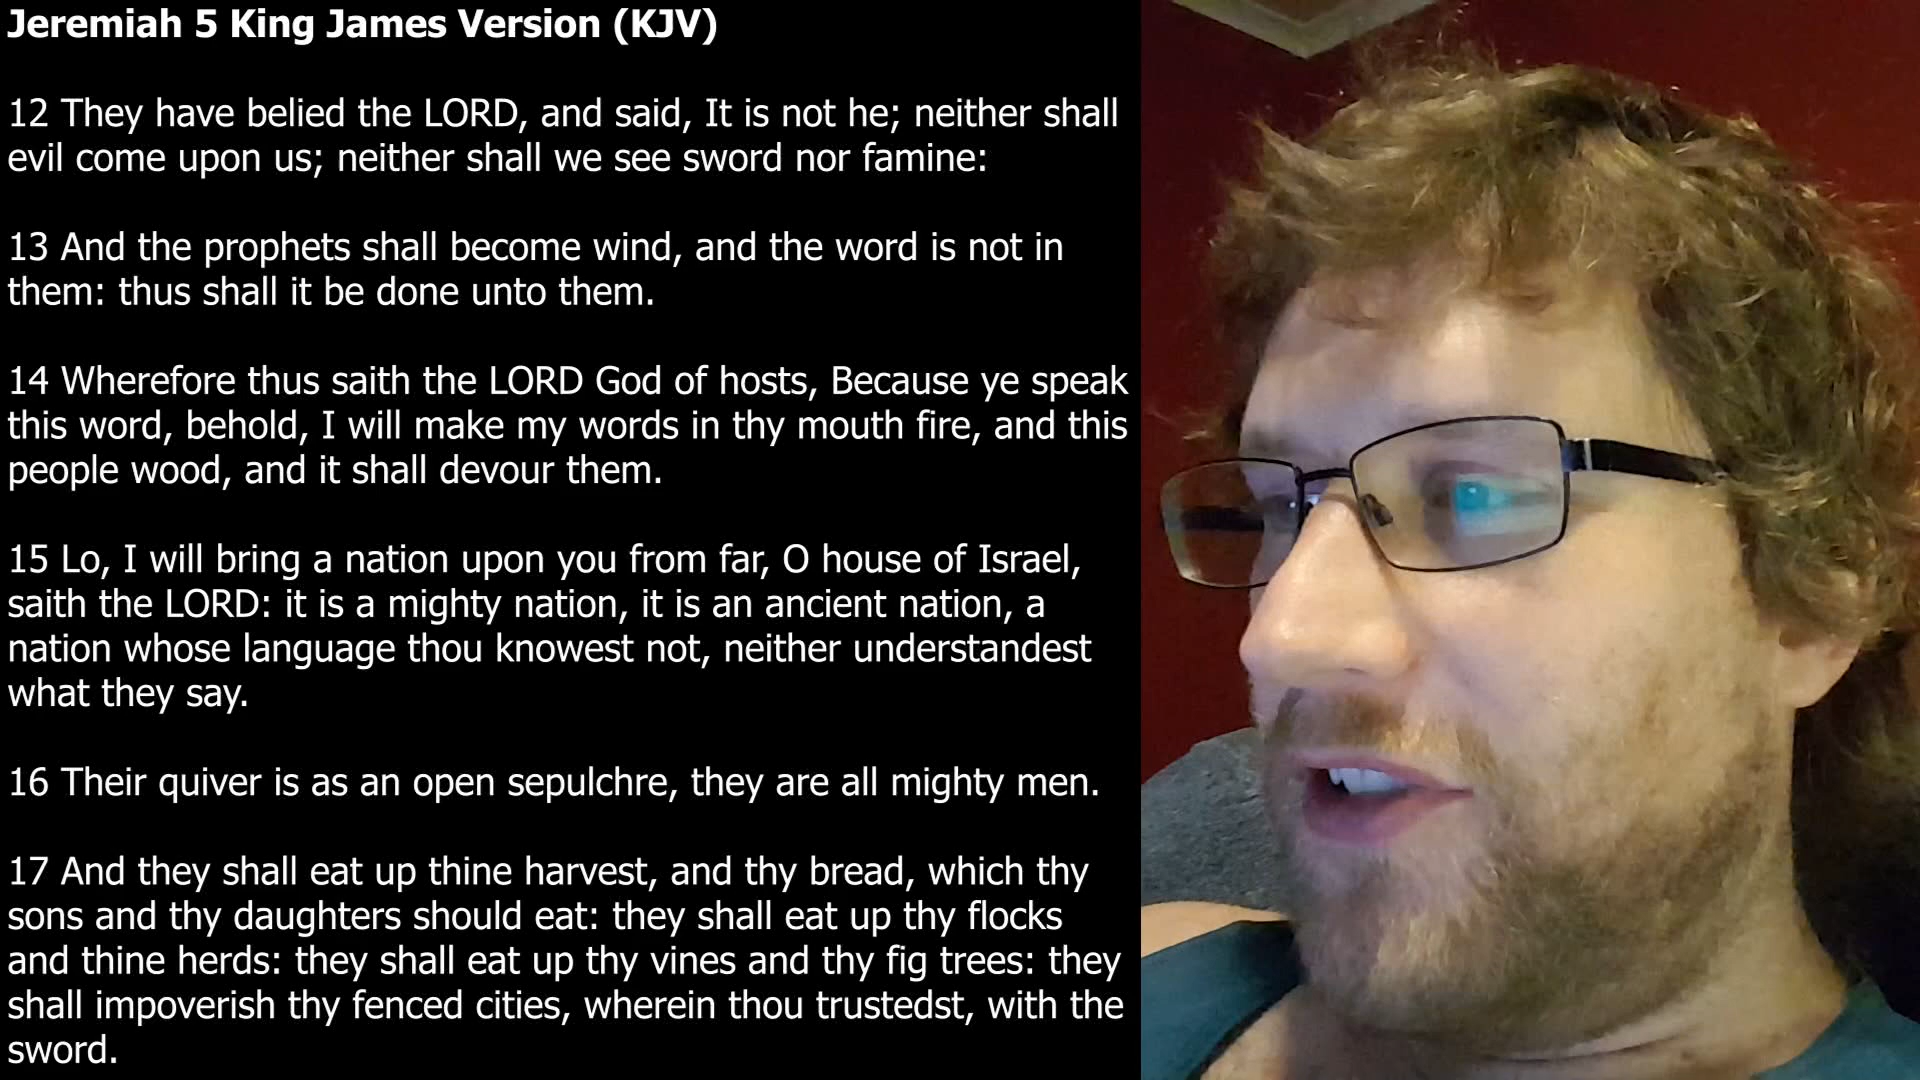 Jeremiah 5 King James Version (KJV)
12 They have belied the LORD, and said, It is not he; neither shall
evil come upon us; neither shall we see sword nor famine:
13 And the prophets shall become wind, and the word is not in
them: thus shall it be done unto them.
14 Wherefore thus saith the LORD God of hosts, Because ye speak
this word, behold, I will make my words in thy mouth fire, and this
people wood, and it shall devour them.
15 Lo, I will bring a nation upon you from far, O house of Israel,
saith the LORD: it is a mighty nation, it is an ancient nation, a
nation whose language thou knowest not, neither understandest
what they say.
16 Their quiver is as an open sepulchre, they are all mighty men.
17 And they shall eat up thine harvest, and thy bread, which thy
sons and thy daughters should eat: they shall eat up thy flocks
and thine herds: they shall eat up thy vines and thy fig trees: they
shall impoverish thy fenced cities, wherein thou trustedst, with the
sword.